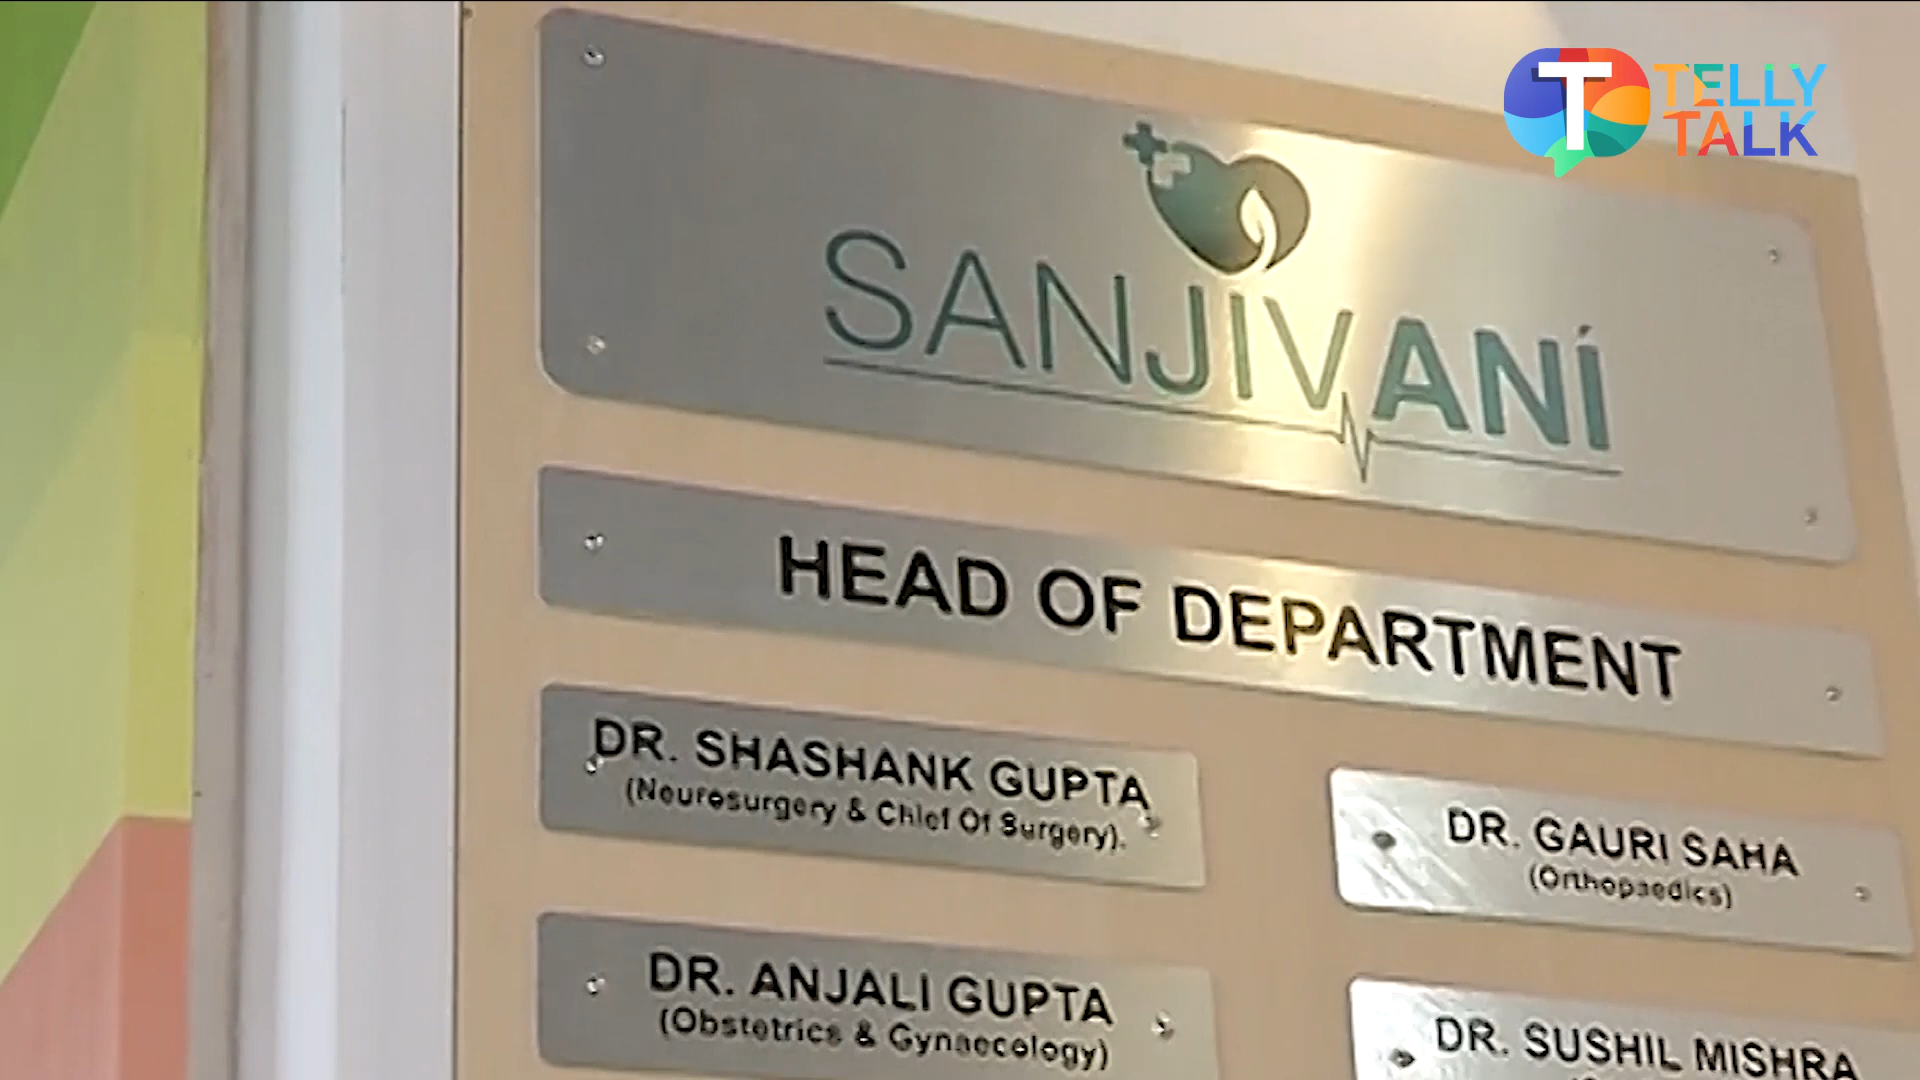 TELLY
TALK
SANJIVANÍ
HEAD OF DEPARTMENT
DR. SHASHANK GUPTA
(Neurosurgery & Chief Of Surgery).
DR. GAURI SAHA
(Orthopaedics)
DR. ANJALI GUPTA
(Obstetrics & Gynaecology)
DR. SUSHIL MISHRA